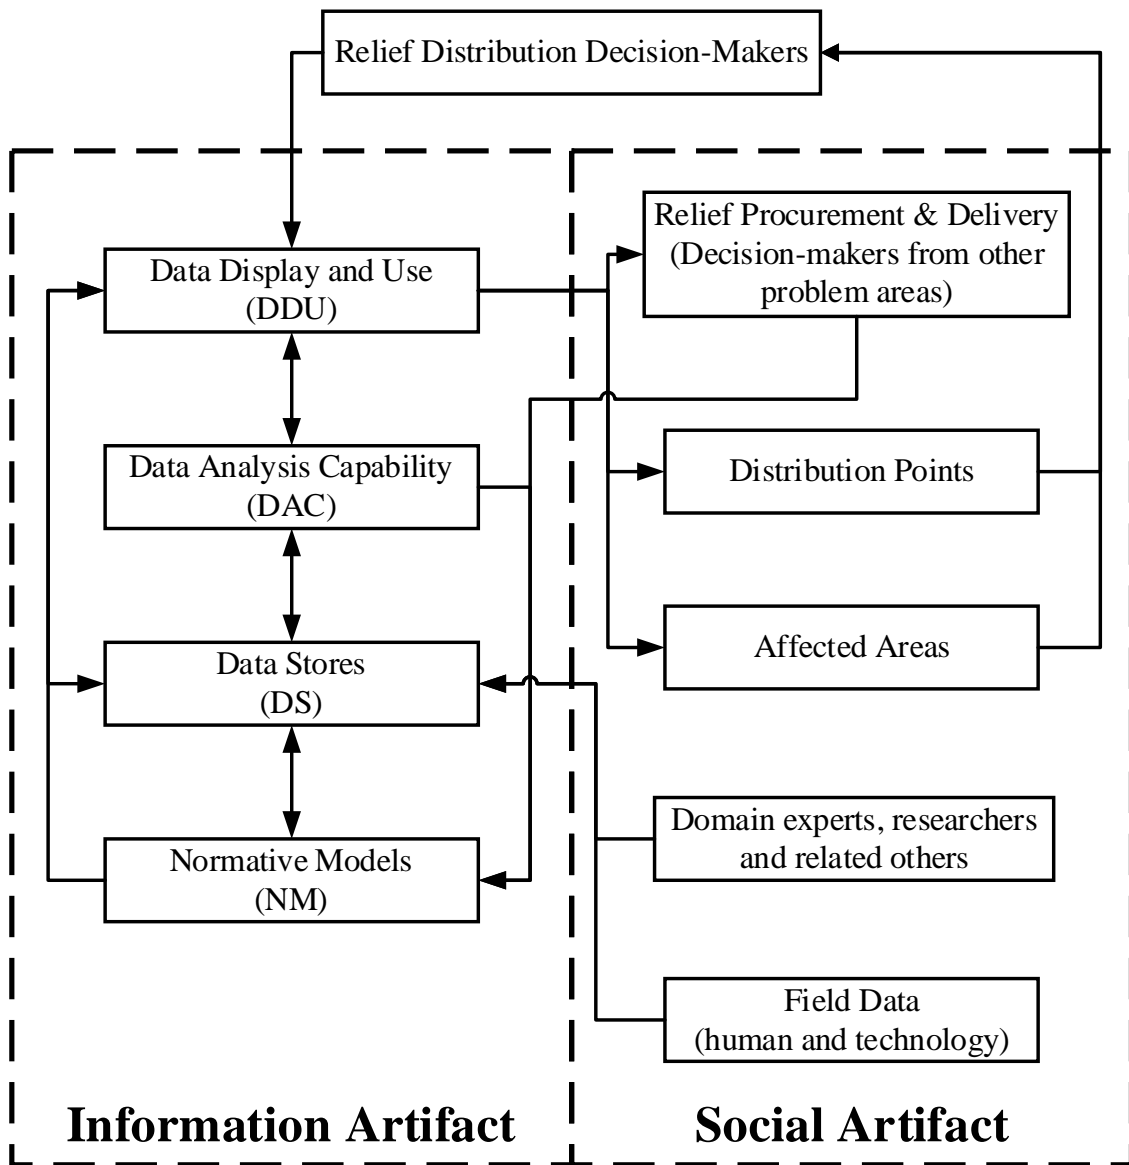 Relief Distribution Decision-Makers
Data Display and Use
(DDU)
Data Analysis Capability
(DAC)
Data Stores
(DS)
Normative Models
(NM)
Information Artifact
Relief Procurement & Delivery
(Decision-makers from other
problem areas)
Distribution Points
Affected Areas
Domain experts, researchers
and related others
Field Data
(human and technology)
Social Artifact